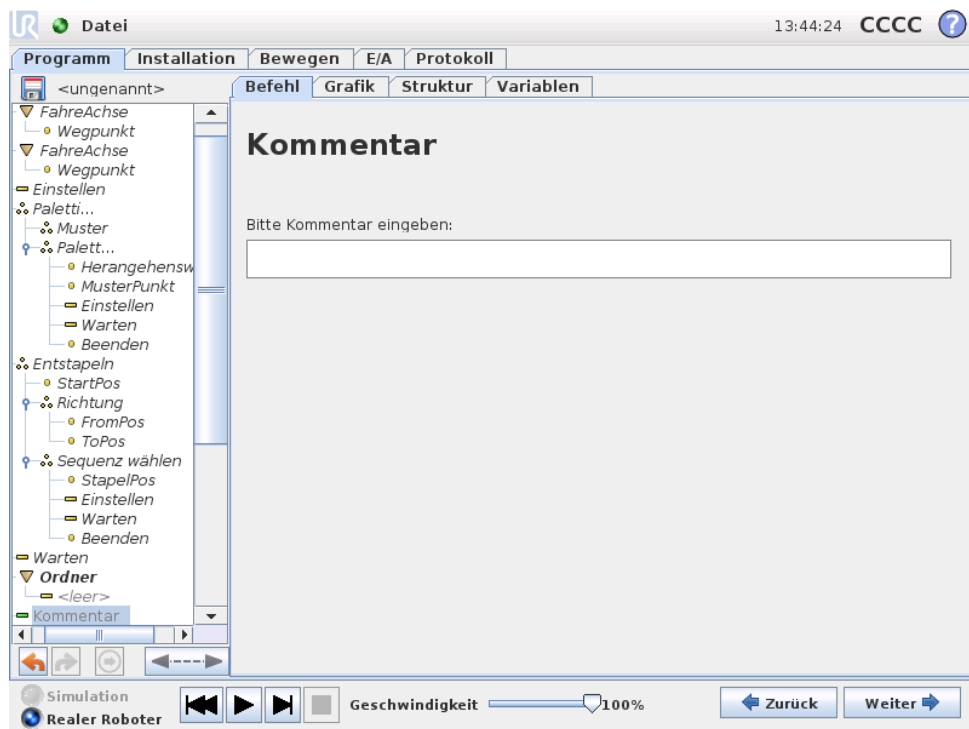 UR Datei 13:44:24 CCCC ?
Programm Installation Bewegen E/A Protokoll
<ungenannt>
Befehl Grafik Struktur Variablen
FahreAchse
Wegpunkt
FahreAchse
Wegpunkt
Einstellen
Paletti...
Muster
Palett...
Herangehensw
MusterPunkt
Einstellen
Warten
Beenden
Entstapeln
StartPos
Richtung
FromPos
ToPos
Sequenz wählen
StapelPos
Einstellen
Warten
Beenden
Warten
Ordner
<leer>
Kommentar
Kommentar
Bitte Kommentar eingeben:
Simulation
Realer Roboter
Geschwindigkeit 100%
Zurück Weiter